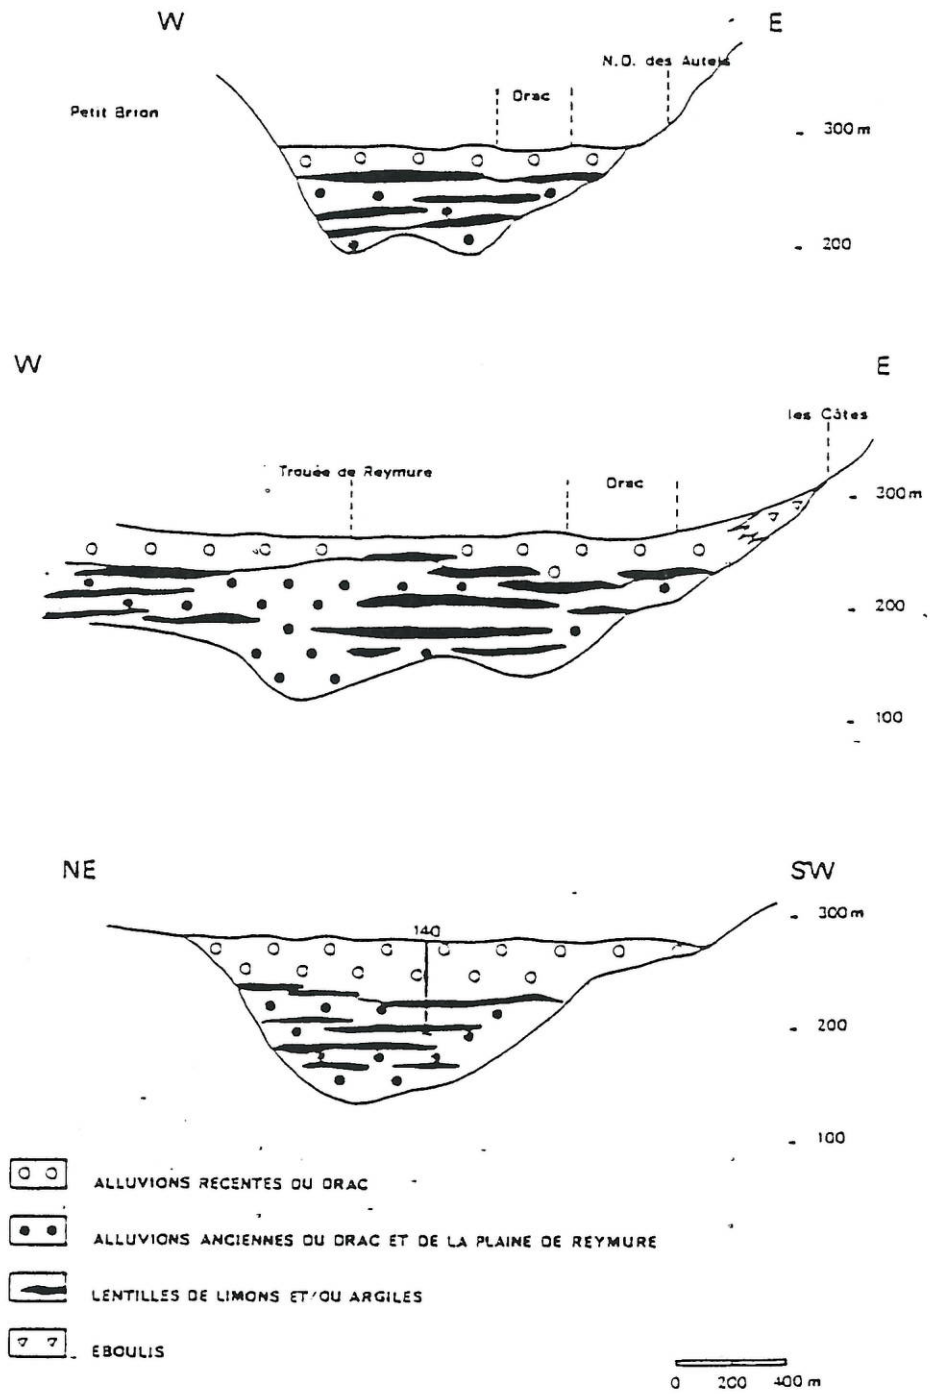 W E
N.D. des Autels
Drac
Petit Brion
300 m
200
W E
les Côtes
Trouée de Reymure
Drac
300 m
200
100
NE SW
300 m
140
200
100
ALLUVIONS RECENTES DU DRAC
ALLUVIONS ANCIENNES DU DRAC ET DE LA PLAINE DE REYMURE
LENTILLES DE LIMONS ET/OU ARGILES
EBOULIS
0 200 400 m